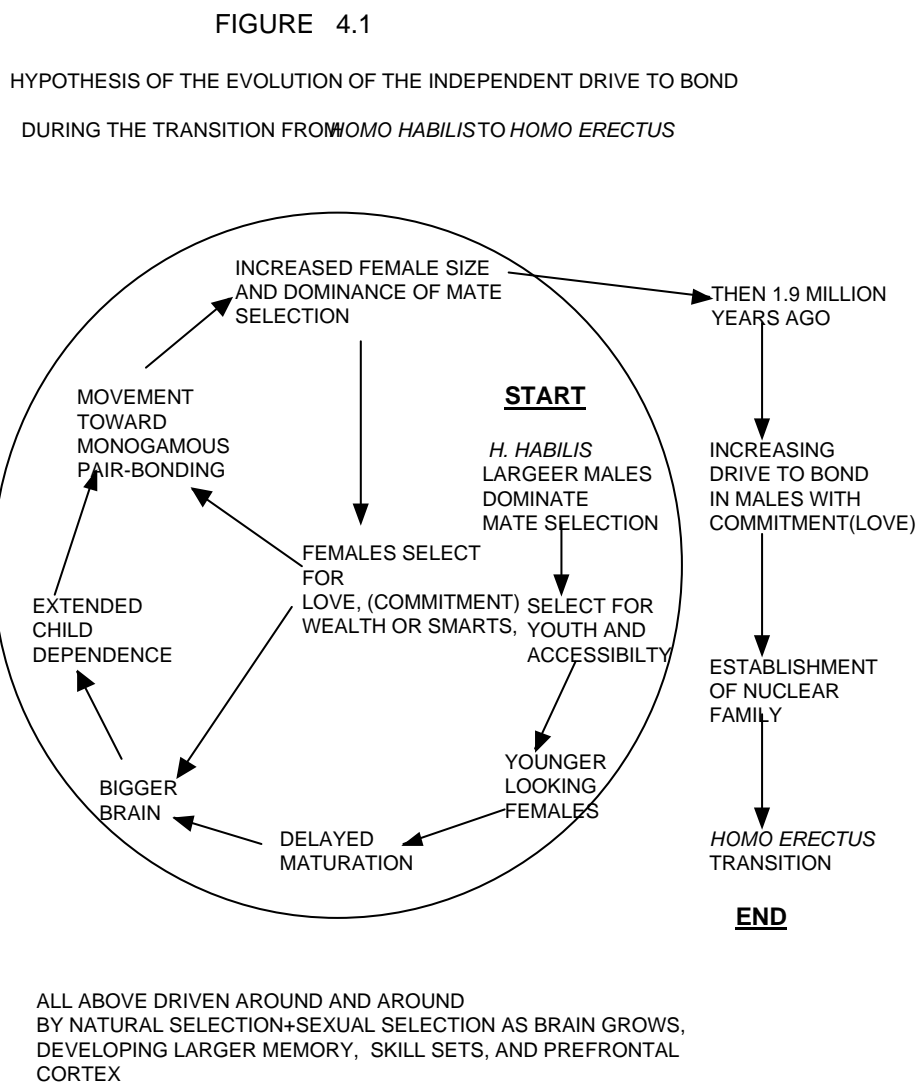 FIGURE 4.1
HYPOTHESIS OF THE EVOLUTION OF THE INDEPENDENT DRIVE TO BOND
DURING THE TRANSITION FROM HOMO HABILIS TO HOMO ERECTUS
INCREASED FEMALE SIZE
AND DOMINANCE OF MATE
SELECTION
THEN 1.9 MILLION
YEARS AGO
START
MOVEMENT
TOWARD
MONOGAMOUS
PAIR-BONDING
H. HABILIS
LARGEER MALES
DOMINATE
MATE SELECTION
INCREASING
DRIVE TO BOND
IN MALES WITH
COMMITMENT(LOVE)
FEMALES SELECT
FOR
LOVE, (COMMITMENT)
WEALTH OR SMARTS,
SELECT FOR
YOUTH AND
ACCESSIBILTY
EXTENDED
CHILD
DEPENDENCE
ESTABLISHMENT
OF NUCLEAR
FAMILY
YOUNGER
LOOKING
FEMALES
BIGGER
BRAIN
DELAYED
MATURATION
HOMO ERECTUS
TRANSITION
END
ALL ABOVE DRIVEN AROUND AND AROUND
BY NATURAL SELECTION+SEXUAL SELECTION AS BRAIN GROWS,
DEVELOPING LARGER MEMORY, SKILL SETS, AND PREFRONTAL
CORTEX